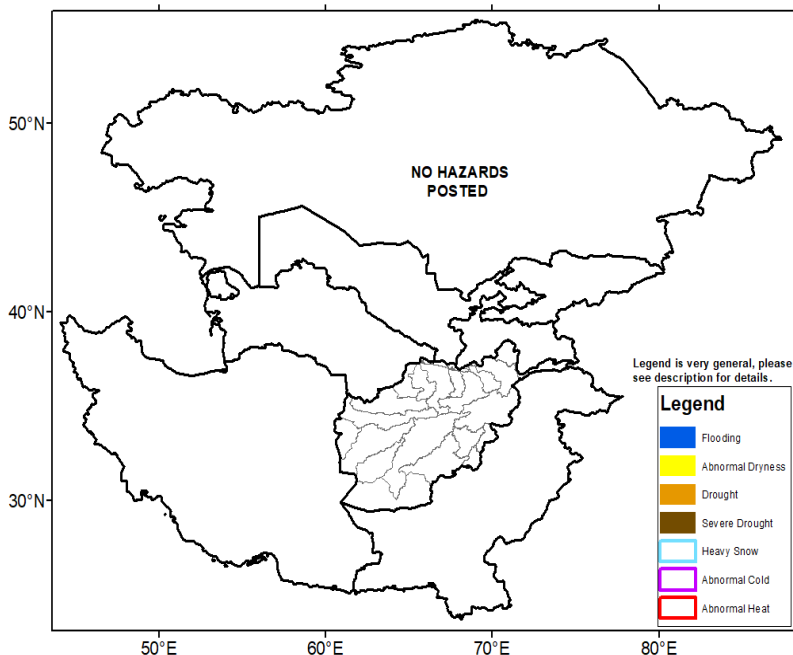 50°N
NO HAZARDS
POSTED
40°N
Legend is very general, please
see description for details.
Legend
Flooding
Abnormal Dryness
Drought
30°N
Severe Drought
Heavy Snow
Abnormal Cold
Abnormal Heat
50°E
60°E
70°E
80°E